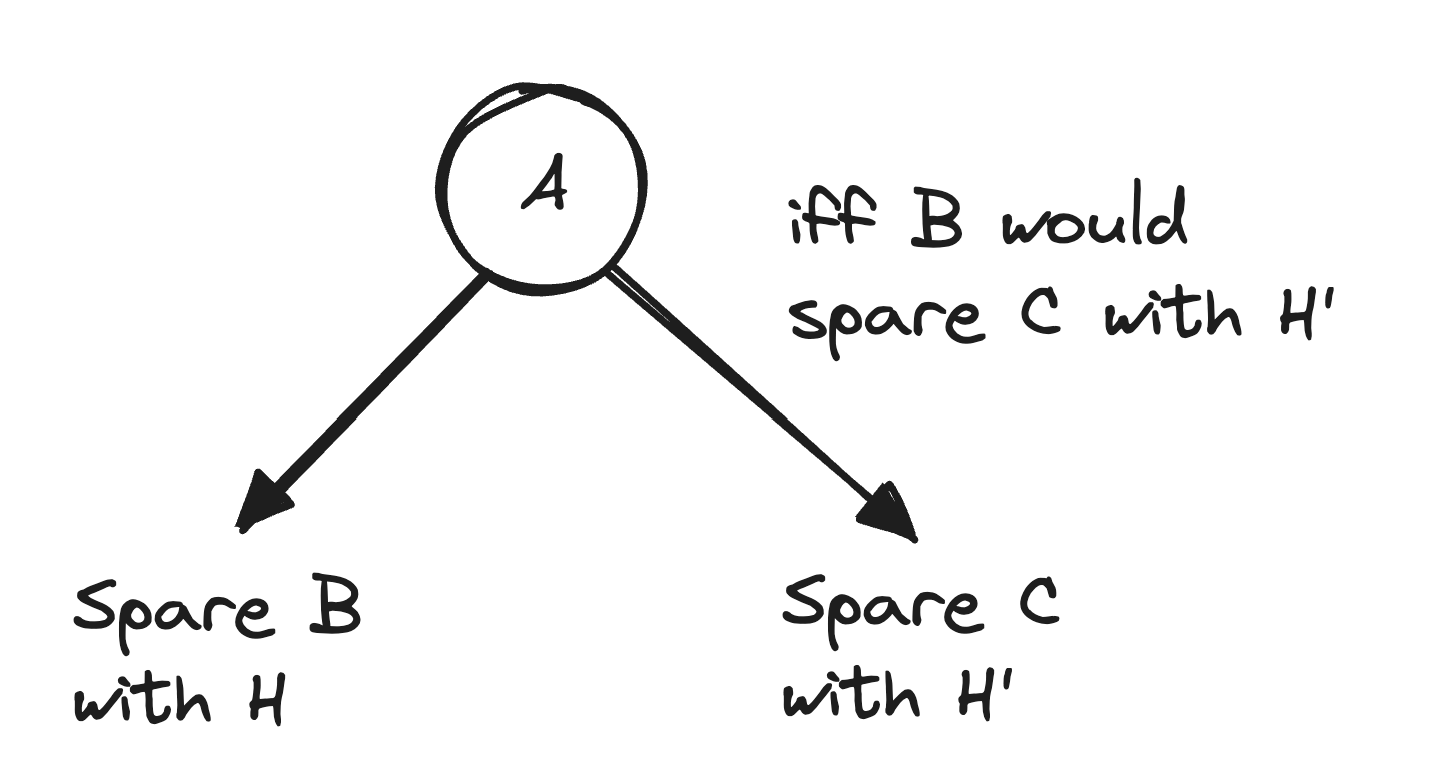 A
iff B would
spare C with H'
Spare B
with H
Spare C
with H'